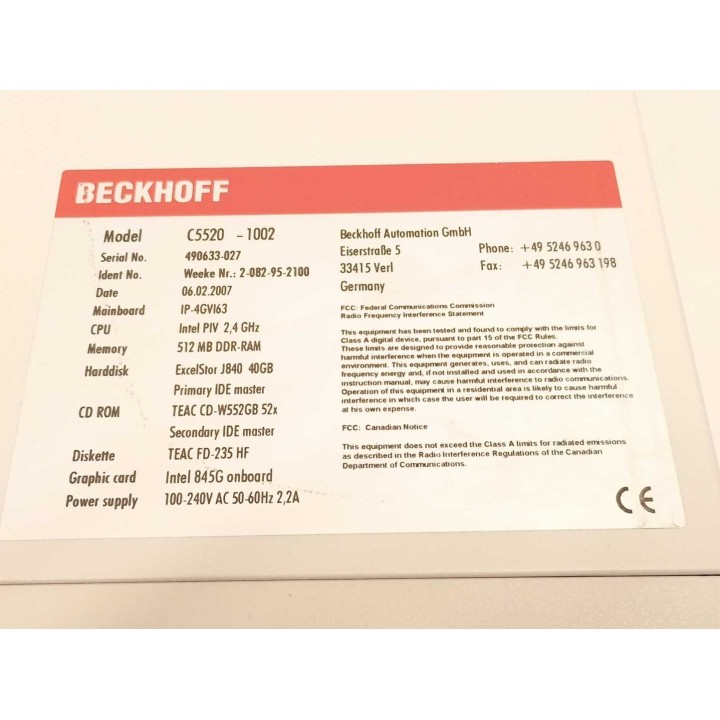 BECKHOFF
Model C5520 - 1002
Serial No. 490633-027
Ident No. Weeke Nr.: 2-082-95-2100
Date 06.02.2007
Mainboard IP-4GVI63
CPU Intel PIV 2,4 GHz
Memory 512 MB DDR-RAM
Harddisk ExcelStor J840 40GB
Primary IDE master
CD ROM TEAC CD-W552GB 52x
Secondary IDE master
Diskette TEAC FD-235 HF
Graphic card Intel 845G onboard
Power supply 100-240V AC 50-60Hz 2,2A
Beckhoff Automation GmbH
Eiserstraße 5
33415 Verl
Germany
Phone: +49 5246 963 0
Fax: +49 5246 963 198
FCC: Federal Communications Commission
Radio Frequency Interference Statement
This equipment has been tested and found to comply with the limits for
Class A digital device, pursuant to part 15 of the FCC Rules.
These limits are designed to provide reasonable protection against
harmful interference when the equipment is operated in a commercial
environment. This equipment generates, uses, and can radiate radio
frequency energy and, if not installed and used in accordance with the
instruction manual, may cause harmful interference to radio communications.
Operation of this equipment in a residential area is likely to cause harmful
interference in which case the user will be required to correct the interference
at his own expense.
FCC: Canadian Notice
This equipment does not exceed the Class A limits for radiated emissions
as described in the Radio Interference Regulations of the Canadian
Department of Communications.
CE